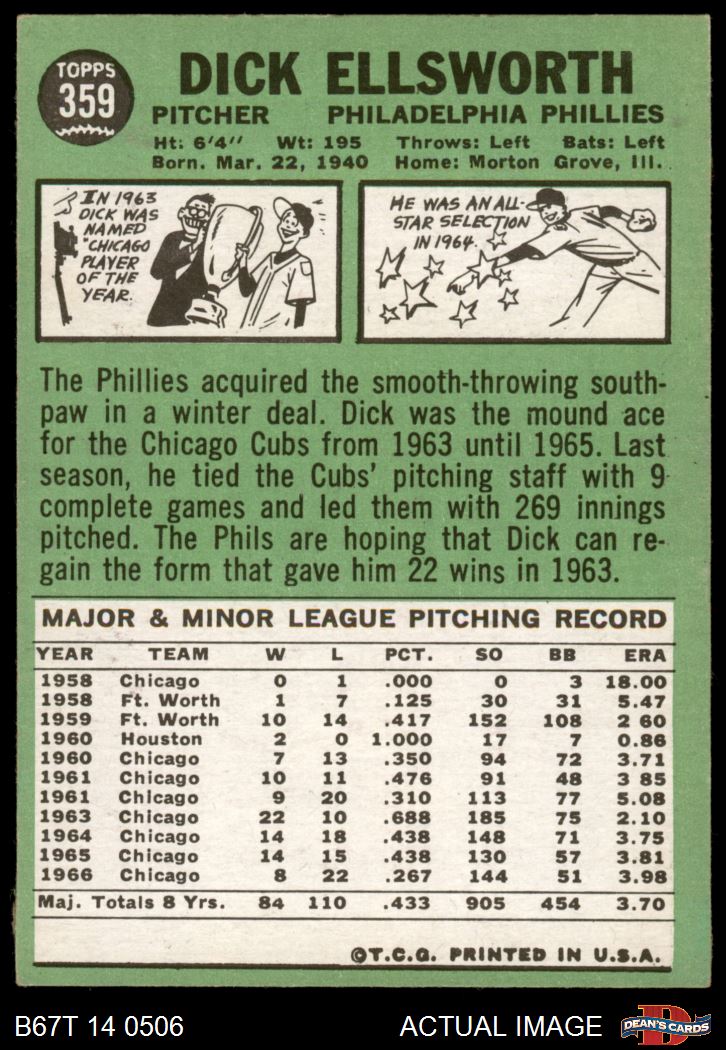 TOPPS
359
DICK ELLSWORTH
PITCHER PHILADELPHIA PHILLIES
Ht: 6'4" Wt: 195 Throws: Left Bats: Left
Born. Mar. 22, 1940 Home: Morton Grove, Ill.
IN 1963
DICK WAS
NAMED
"CHICAGO
PLAYER
OF THE
YEAR.
HE WAS AN ALL-
STAR SELECTION
IN 1964.
The Phillies acquired the smooth-throwing south-
paw in a winter deal. Dick was the mound ace
for the Chicago Cubs from 1963 until 1965. Last
season, he tied the Cubs' pitching staff with 9
complete games and led them with 269 innings
pitched. The Phils are hoping that Dick can re-
gain the form that gave him 22 wins in 1963.
MAJOR & MINOR LEAGUE PITCHING RECORD
YEAR TEAM W L PCT. SO BB ERA
1958 Chicago 0 1 .000 0 3 18.00
1958 Ft. Worth 1 7 .125 30 31 5.47
1959 Ft. Worth 10 14 .417 152 108 2 60
1960 Houston 2 0 1.000 17 7 0.86
1960 Chicago 7 13 .350 94 72 3.71
1961 Chicago 10 11 .476 91 48 3 85
1961 Chicago 9 20 .310 113 77 5.08
1963 Chicago 22 10 .688 185 75 2.10
1964 Chicago 14 18 .438 148 71 3.75
1965 Chicago 14 15 .438 130 57 3.81
1966 Chicago 8 22 .267 144 51 3.98
Maj. Totals 8 Yrs. 84 110 .433 905 454 3.70
©T.C.G. PRINTED IN U.S.A.
B67T 14 0506 ACTUAL IMAGE
D
DEAN'S CARDS